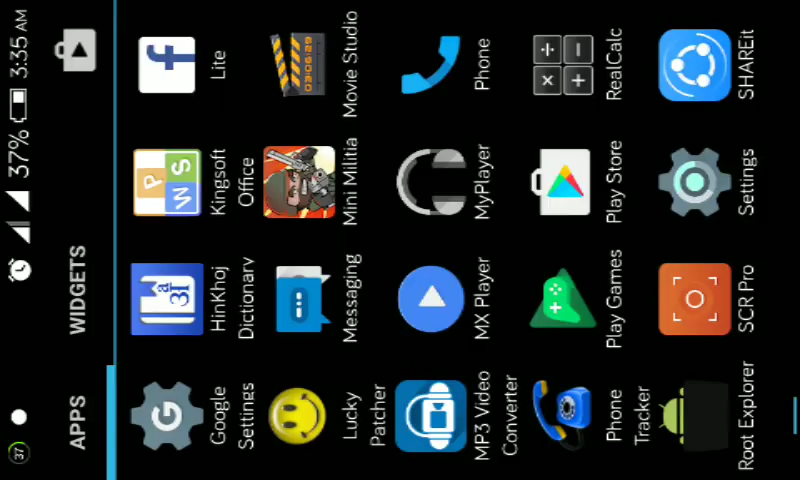 37
37% 3:35 AM
APPS WIDGETS
Google
Settings
HinKhoj
Dictionary
Kingsoft
Office
Lite
Lucky
Patcher
Messaging
Mini Militia
Movie Studio
MP3 Video
Converter
MX Player
MyPlayer
Phone
Phone
Tracker
Play Games
Play Store
RealCalc
Root Explorer
SCR Pro
Settings
SHAREit